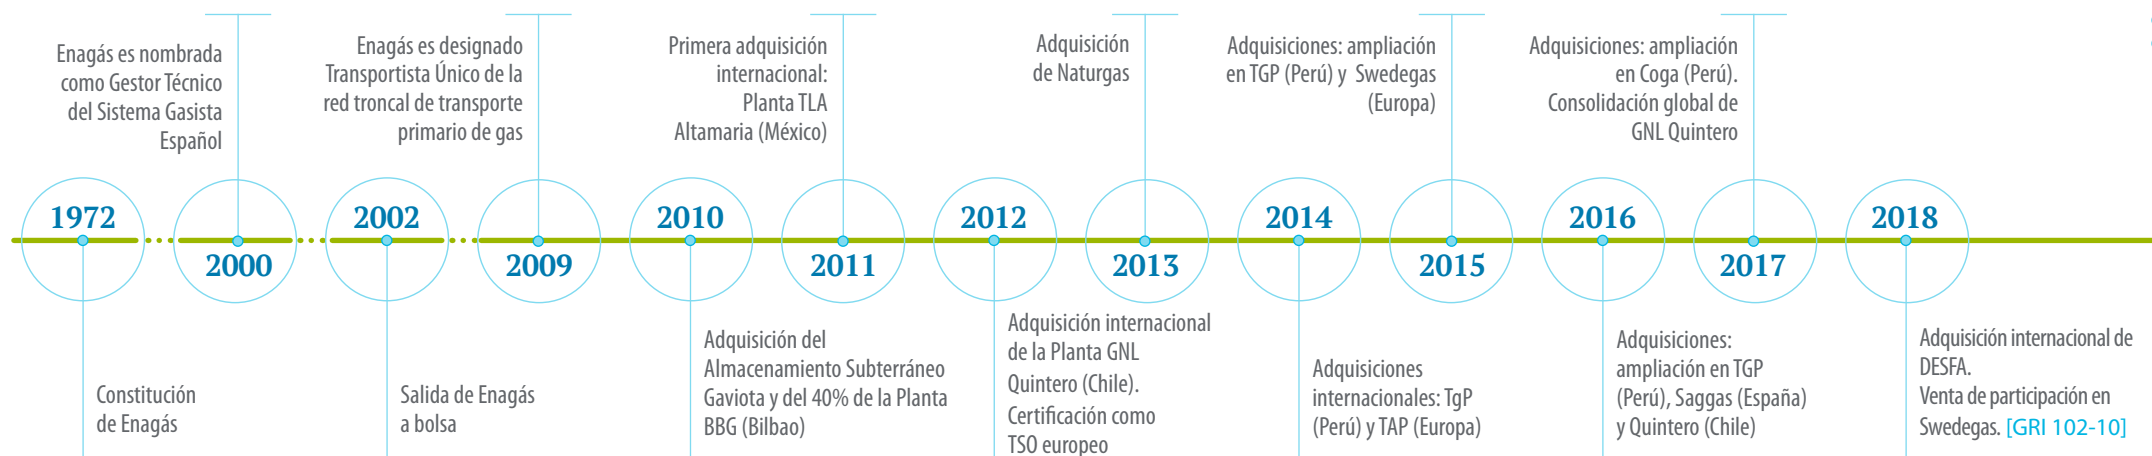 Enagás es nombrada
como Gestor Técnico
del Sistema Gasista
Español
Enagás es designado
Transportista Único de la
red troncal de transporte
primario de gas
Primera adquisición
internacional:
Planta TLA
Altamaria (México)
Adquisición
de Naturgas
Adquisiciones: ampliación
en TGP (Perú) y Swedegas
(Europa)
Adquisiciones: ampliación
en Coga (Perú).
Consolidación global de
GNL Quintero
1972
2000
2002
2009
2010
2011
2012
2013
2014
2015
2016
2017
2018
Constitución
de Enagás
Salida de Enagás
a bolsa
Adquisición del
Almacenamiento Subterráneo
Gaviota y del 40% de la Planta
BBG (Bilbao)
Adquisición internacional
de la Planta GNL
Quintero (Chile).
Certificación como
TSO europeo
Adquisiciones
internacionales: TgP
(Perú) y TAP (Europa)
Adquisiciones:
ampliación en TGP
(Perú), Saggas (España)
y Quintero (Chile)
Adquisición internacional de
DESFA.
Venta de participación en
Swedegas. [GRI 102-10]